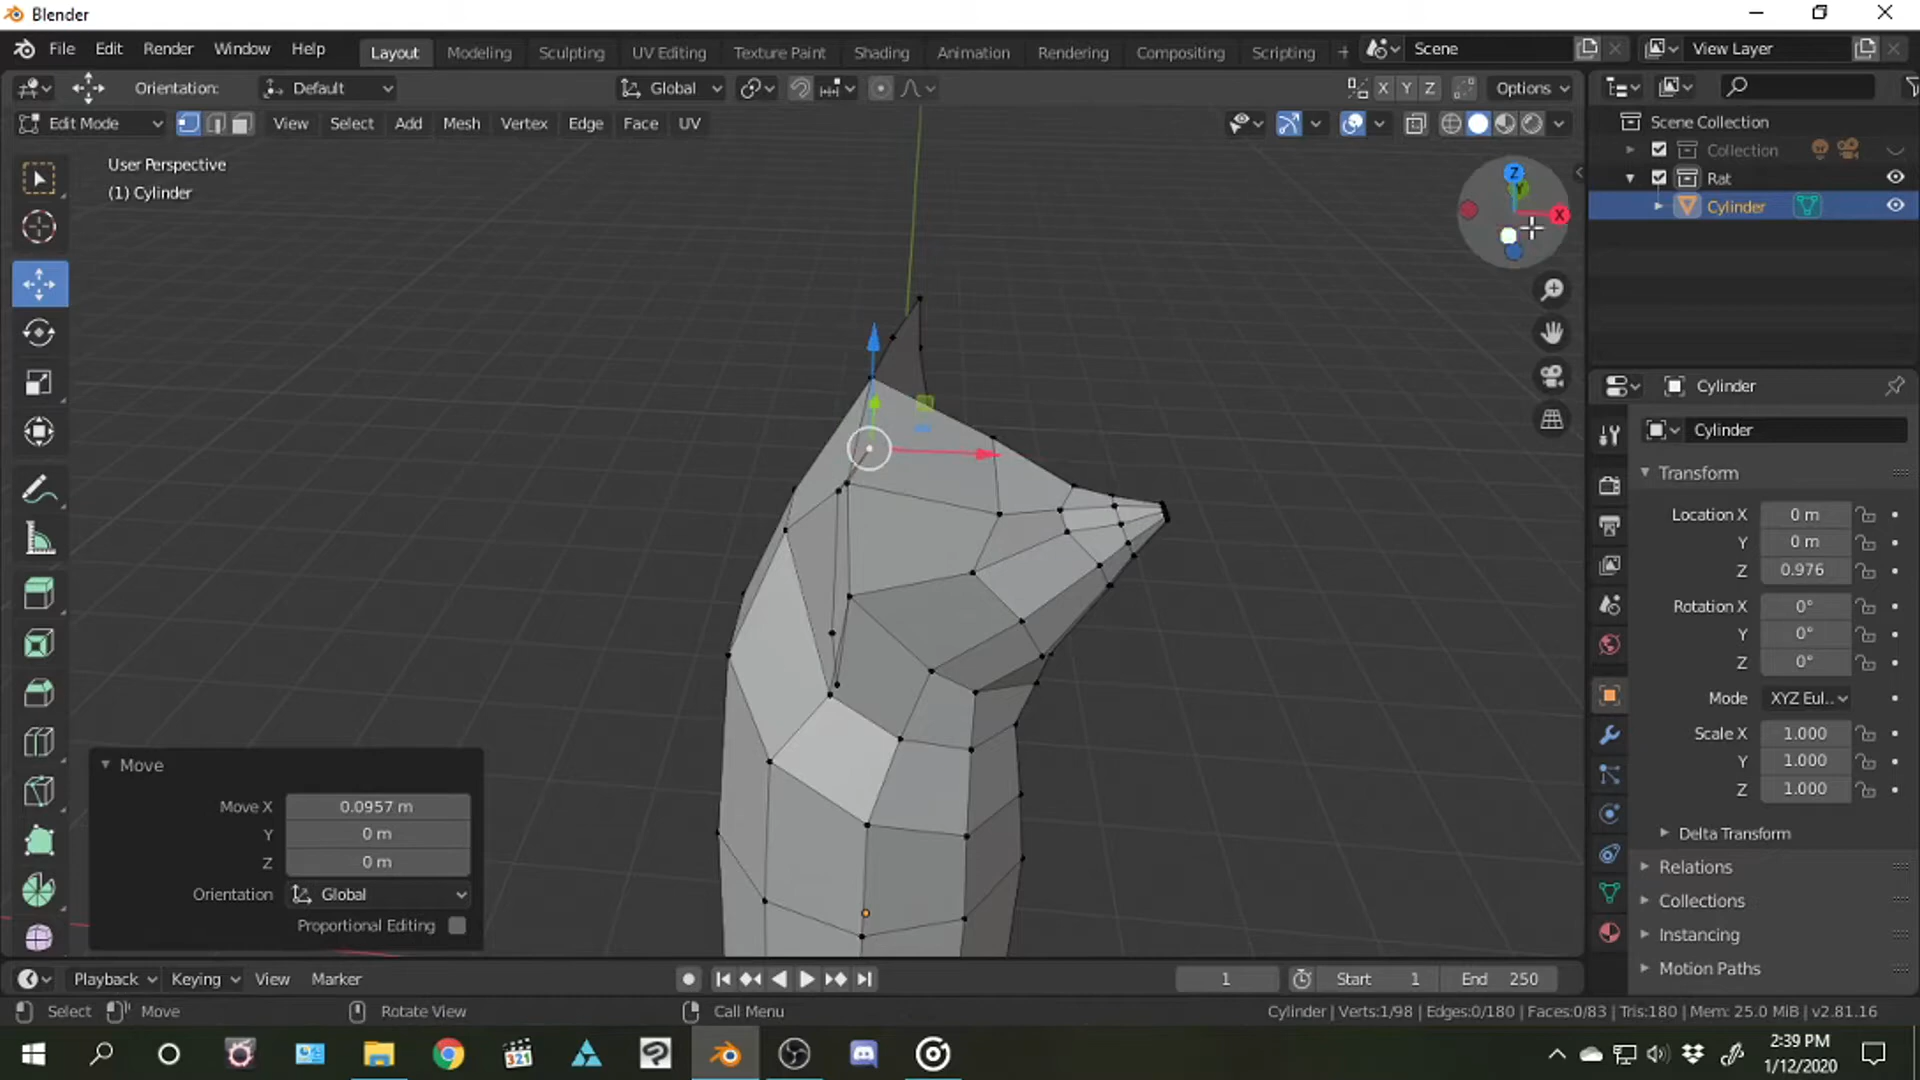 Blender
File Edit Render Window Help Layout Modeling Sculpting UV Editing Texture Paint Shading Animation Rendering Compositing Scripting + Scene View Layer
Orientation: Default Global X Y Z Options
Edit Mode View Select Add Mesh Vertex Edge Face UV
User Perspective
(1) Cylinder
Z
Y
X
Scene Collection
Collection
Rat
Cylinder
Cylinder
Cylinder
Transform
Location X 0 m
Y 0 m
Z 0.976
Rotation X 0°
Y 0°
Z 0°
Mode XYZ Eul..
Scale X 1.000
Y 1.000
Z 1.000
Delta Transform
Relations
Collections
Instancing
Motion Paths
Move
Move X 0.0957 m
Y 0 m
Z 0 m
Orientation Global
Proportional Editing
Playback Keying View Marker 1 Start 1 End 250
Select Move Rotate View Call Menu Cylinder | Verts:1/98 | Edges:0/180 | Faces:0/83 | Tris:180 | Mem: 25.0 MiB | v2.81.16
321
2:39 PM
1/12/2020